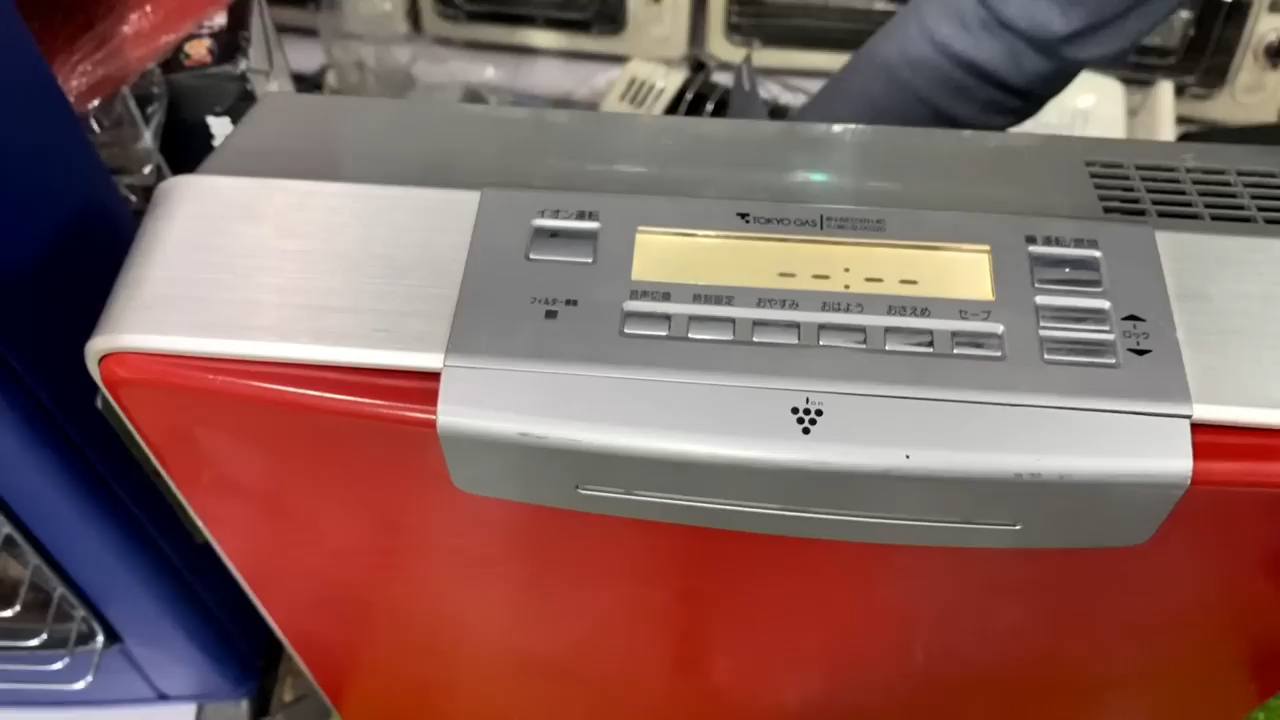 イオン運転
TOKYO GAS
運転/燃焼
--:--
フィルター掃除
音声切換 時刻設定 おやすみ おはよう おさえめ セーブ
ロック
Ion